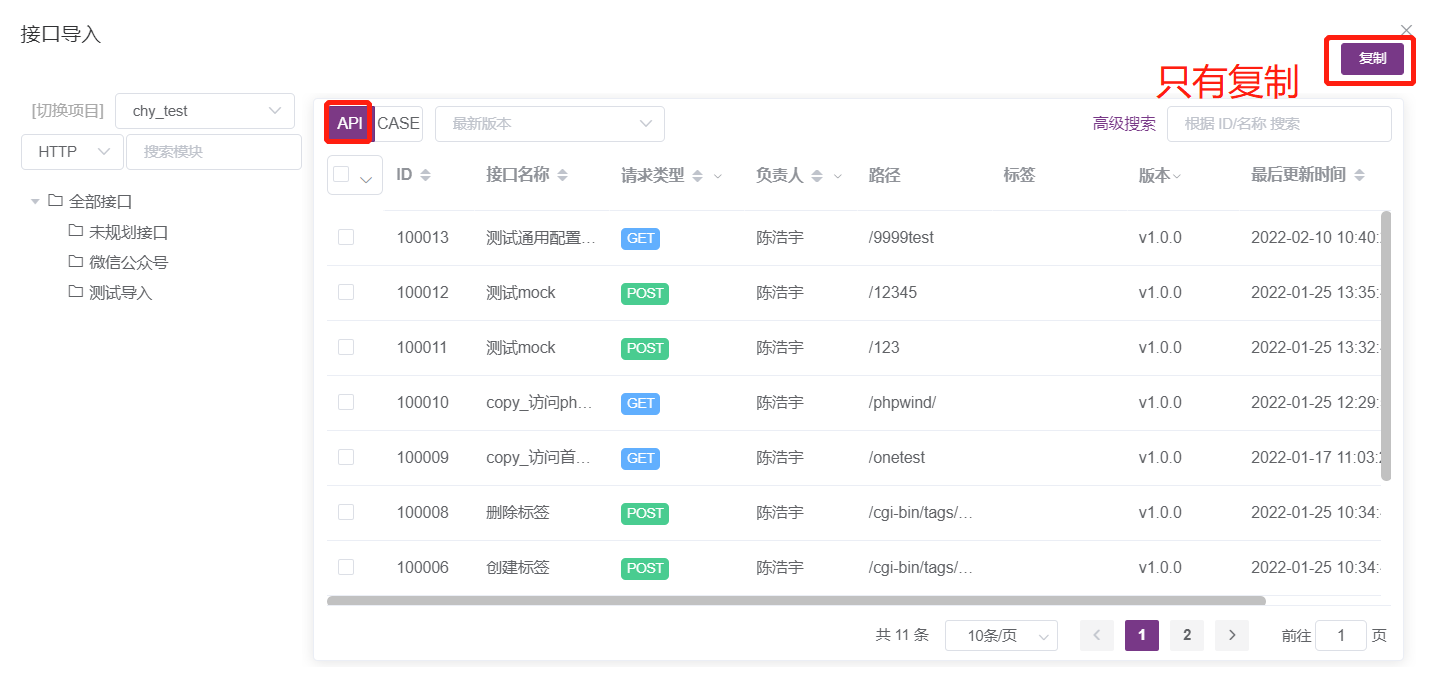 接口导入
复制
只有复制
[切换项目] chy_test
API CASE 最新版本 高级搜索 根据 ID/名称 搜索
HTTP 搜索模块
ID 接口名称 请求类型 负责人 路径 标签 版本 最后更新时间
全部接口
未规划接口
微信公众号
测试导入
100013 测试通用配置... GET 陈浩宇 /9999test v1.0.0 2022-02-10 10:40:
100012 测试mock POST 陈浩宇 /12345 v1.0.0 2022-01-25 13:35:
100011 测试mock POST 陈浩宇 /123 v1.0.0 2022-01-25 13:32:
100010 copy_访问ph... GET 陈浩宇 /phpwind/ v1.0.0 2022-01-25 12:29:
100009 copy_访问首... GET 陈浩宇 /onetest v1.0.0 2022-01-17 11:03:
100008 删除标签 POST 陈浩宇 /cgi-bin/tags/... v1.0.0 2022-01-25 10:34:
100006 创建标签 POST 陈浩宇 /cgi-bin/tags/... v1.0.0 2022-01-25 10:34:
共 11 条 10条/页 1 2 前往 1 页